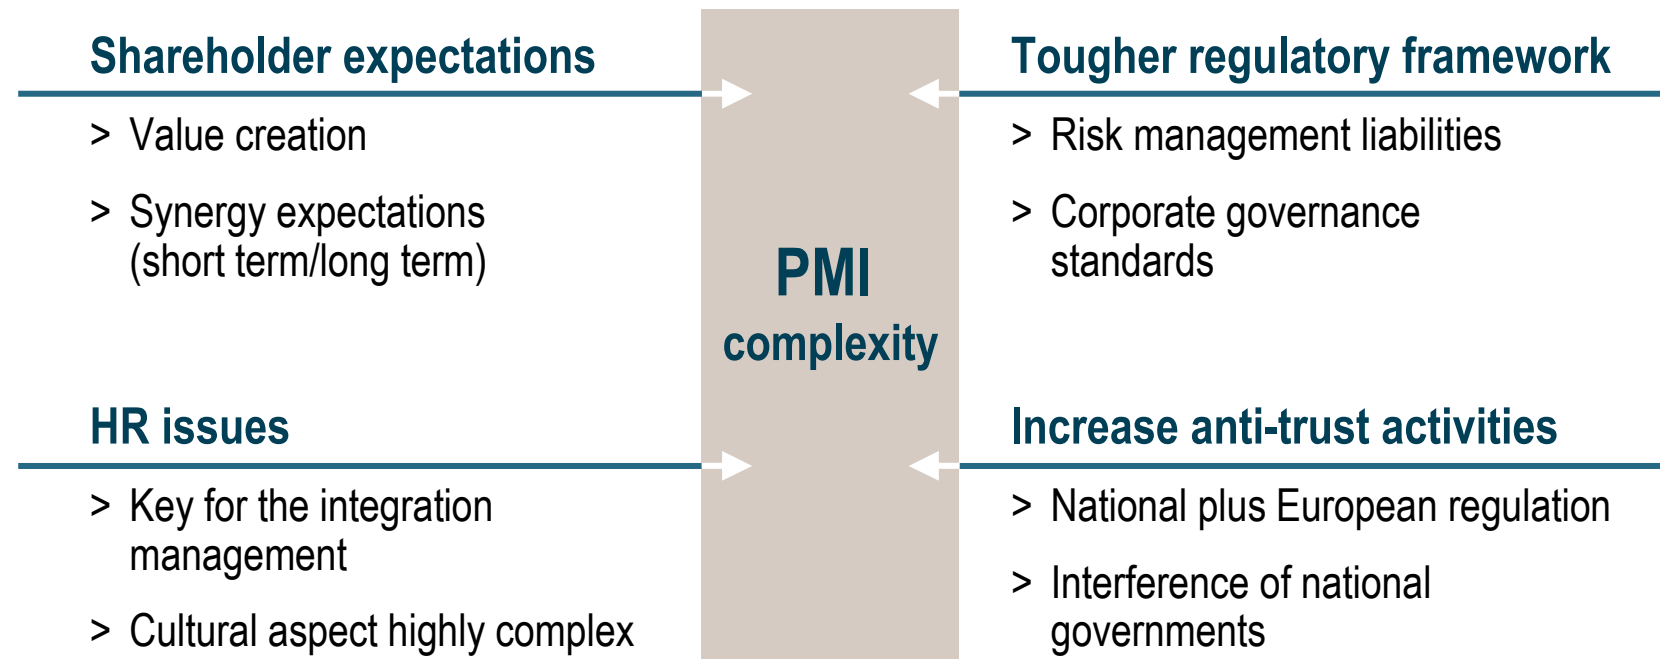 Shareholder expectations
> Value creation
> Synergy expectations
(short term/long term)
HR issues
> Key for the integration
management
> Cultural aspect highly complex
PMI
complexity
Tougher regulatory framework
> Risk management liabilities
> Corporate governance
standards
Increase anti-trust activities
> National plus European regulation
> Interference of national
governments